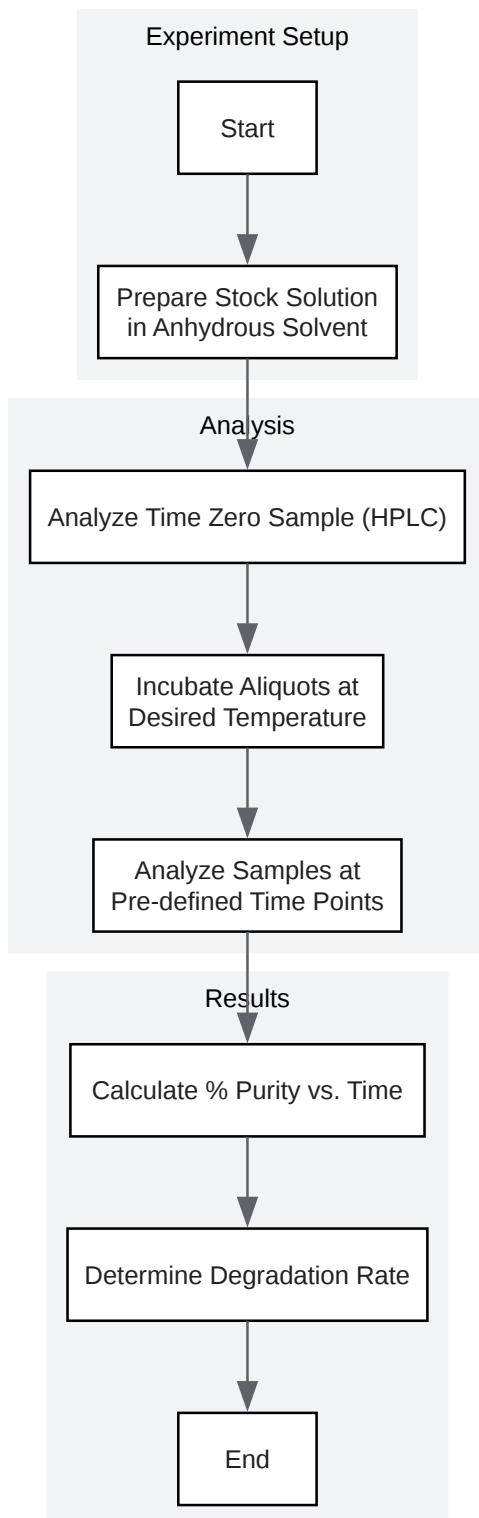 Experiment Setup
Start
Prepare Stock Solution
in Anhydrous Solvent
Analysis
Analyze Time Zero Sample (HPLC)
Incubate Aliquots at
Desired Temperature
Analyze Samples at
Pre-defined Time Points
Results
Calculate % Purity vs. Time
Determine Degradation Rate
End